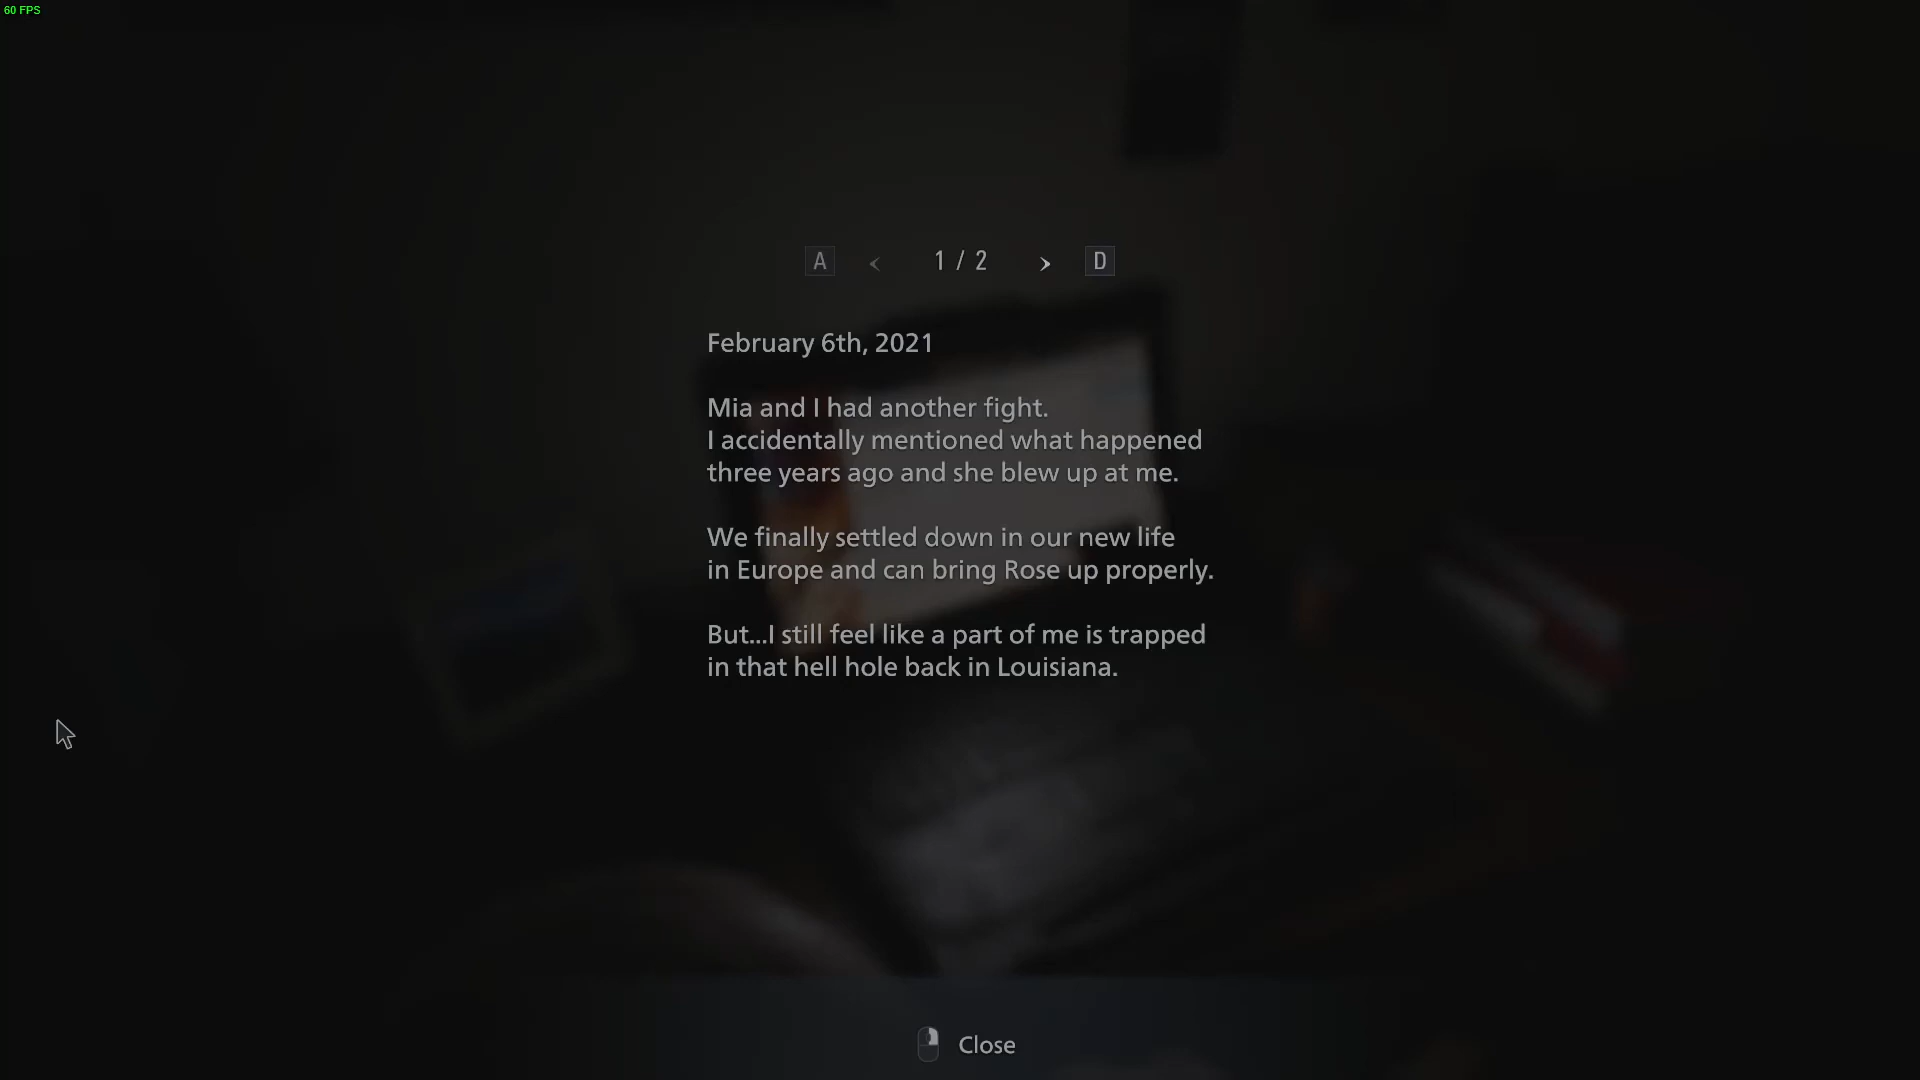 60 FPS
A < 1 / 2 > D
February 6th, 2021
Mia and I had another fight.
I accidentally mentioned what happened
three years ago and she blew up at me.
We finally settled down in our new life
in Europe and can bring Rose up properly.
But...I still feel like a part of me is trapped
in that hell hole back in Louisiana.
Close